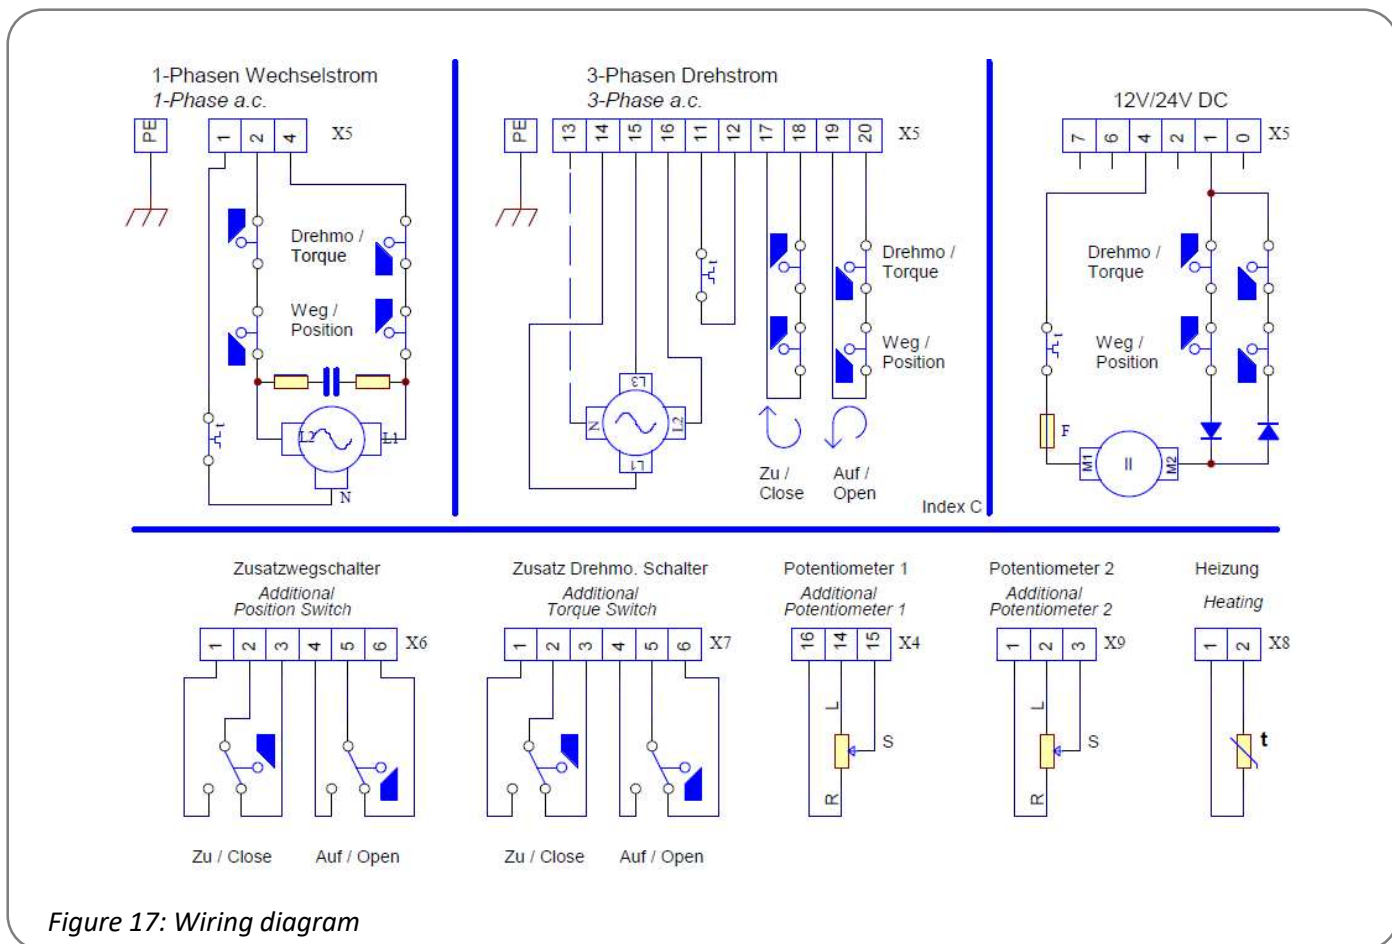 1-Phasen Wechselstrom
1-Phase a.c.
PE
1 2 4 X5
Drehmo /
Torque
Weg /
Position
t
L2 L1
N
3-Phasen Drehstrom
3-Phase a.c.
PE
13 14 15 16 11 12 17 18 19 20 X5
t
Drehmo /
Torque
Weg /
Position
L3
N L2
L1
Zu /
Close
Auf /
Open
Index C
12V/24V DC
7 6 4 2 1 0 X5
Drehmo /
Torque
Weg /
Position
t
F
M1 II M2
Zusatzwegschalter
Additional
Position Switch
1 2 3 4 5 6 X6
Zu / Close Auf / Open
Zusatz Drehmo. Schalter
Additional
Torque Switch
1 2 3 4 5 6 X7
Zu / Close Auf / Open
Potentiometer 1
Additional
Potentiometer 1
16 14 15 X4
L
S
R
Potentiometer 2
Additional
Potentiometer 2
1 2 3 X9
L
S
R
Heizung
Heating
1 2 X8
t
Figure 17: Wiring diagram